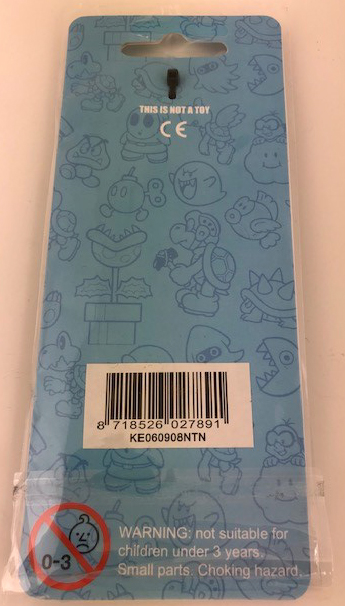 THIS IS NOT A TOY
CE
8 718526 027891
KE060908NTN
0-3
WARNING: not suitable for
children under 3 years.
Small parts. Choking hazard.